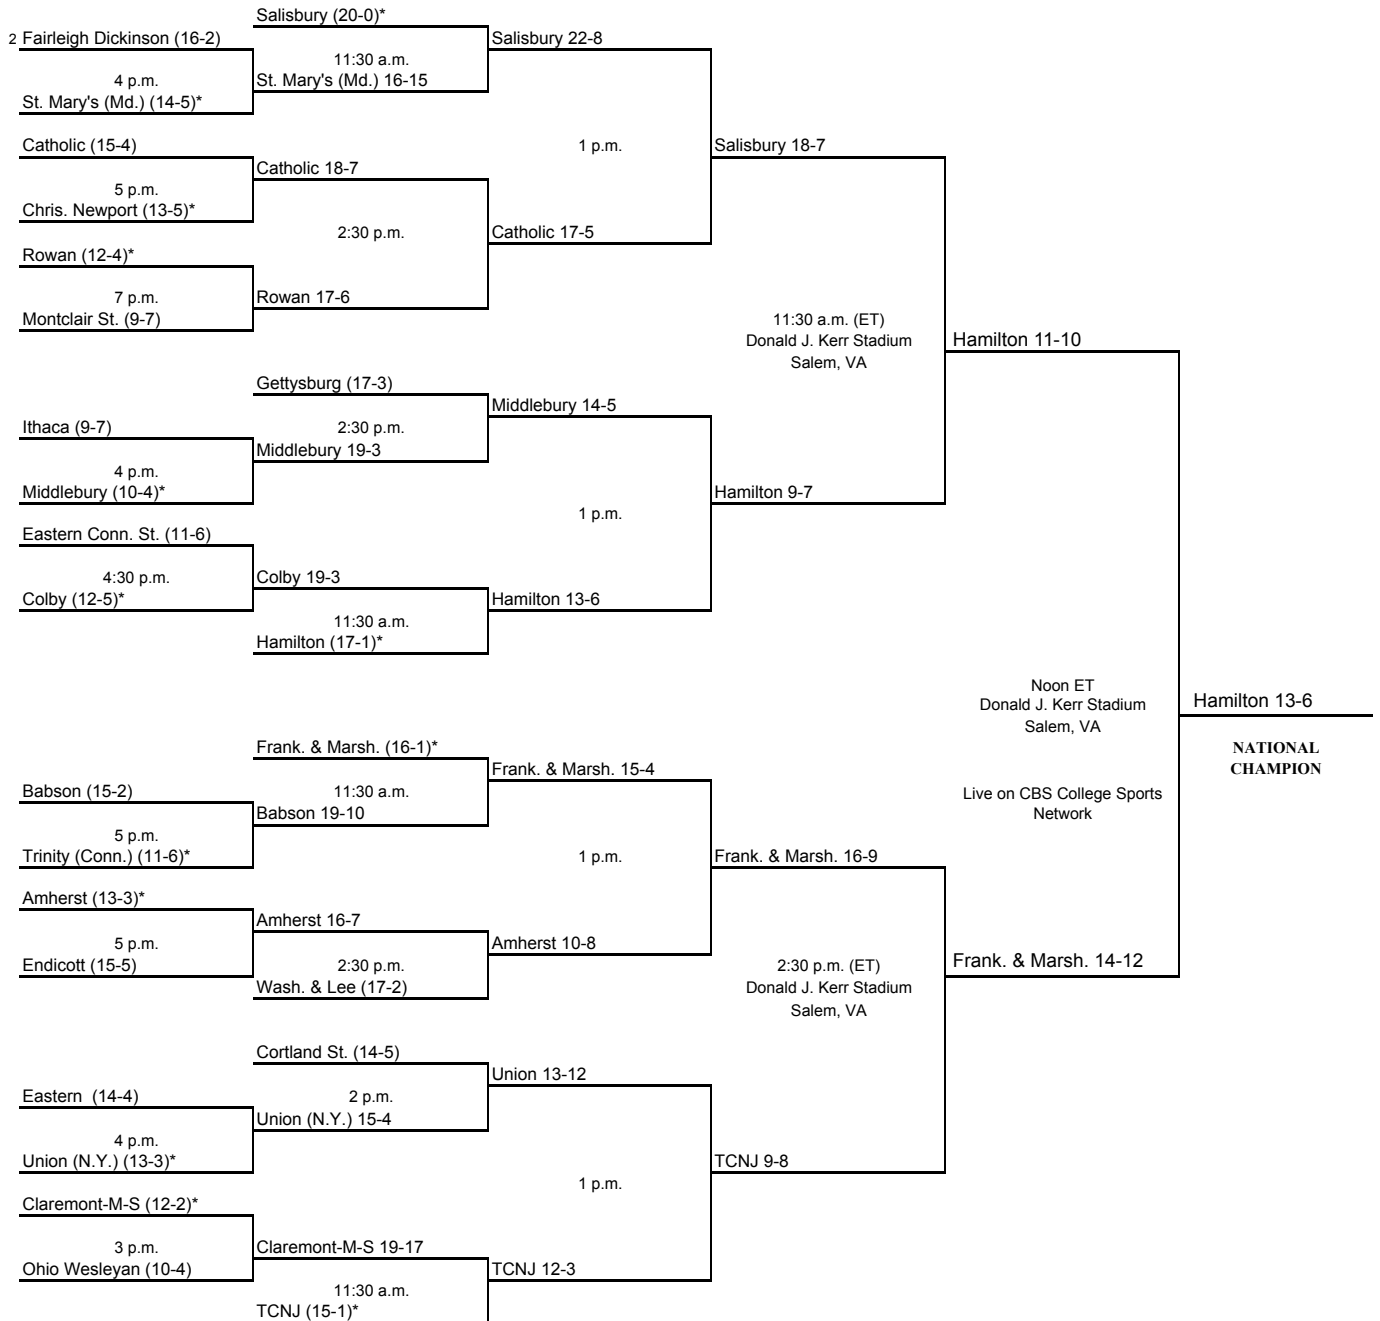 Salisbury (20-0)*
2 Fairleigh Dickinson (16-2)
Salisbury 22-8
11:30 a.m.
4 p.m.
St. Mary's (Md.) 16-15
St. Mary's (Md.) (14-5)*
Catholic (15-4)
1 p.m.
Salisbury 18-7
Catholic 18-7
5 p.m.
Chris. Newport (13-5)*
2:30 p.m.
Catholic 17-5
Rowan (12-4)*
7 p.m.
Rowan 17-6
Montclair St. (9-7)
11:30 a.m. (ET)
Donald J. Kerr Stadium
Salem, VA
Hamilton 11-10
Gettysburg (17-3)
Middlebury 14-5
Ithaca (9-7)
2:30 p.m.
Middlebury 19-3
4 p.m.
Middlebury (10-4)*
Hamilton 9-7
1 p.m.
Eastern Conn. St. (11-6)
4:30 p.m.
Colby 19-3
Colby (12-5)*
Hamilton 13-6
11:30 a.m.
Hamilton (17-1)*
Noon ET
Donald J. Kerr Stadium
Salem, VA
Hamilton 13-6
NATIONAL
CHAMPION
Frank. & Marsh. (16-1)*
Frank. & Marsh. 15-4
Babson (15-2)
11:30 a.m.
Live on CBS College Sports
Network
Babson 19-10
5 p.m.
Trinity (Conn.) (11-6)*
1 p.m.
Frank. & Marsh. 16-9
Amherst (13-3)*
Amherst 16-7
5 p.m.
Amherst 10-8
Endicott (15-5)
2:30 p.m.
Wash. & Lee (17-2)
2:30 p.m. (ET)
Donald J. Kerr Stadium
Salem, VA
Frank. & Marsh. 14-12
Cortland St. (14-5)
Union 13-12
Eastern  (14-4)
2 p.m.
Union (N.Y.) 15-4
4 p.m.
Union (N.Y.) (13-3)*
TCNJ 9-8
1 p.m.
Claremont-M-S (12-2)*
3 p.m.
Claremont-M-S 19-17
Ohio Wesleyan (10-4)
TCNJ 12-3
11:30 a.m.
TCNJ (15-1)*